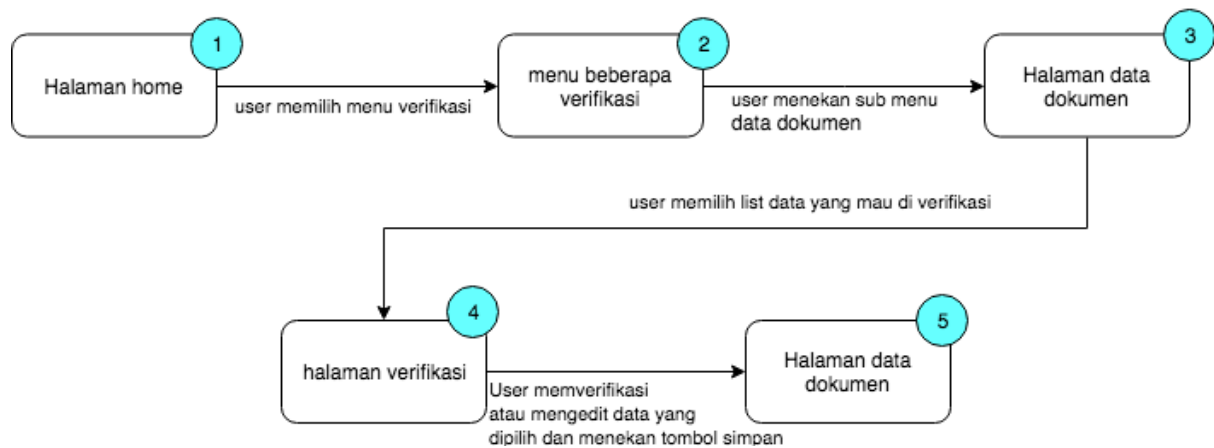 1
Halaman home
user memilih menu verifikasi
2
menu beberapa
verifikasi
user menekan sub menu
data dokumen
3
Halaman data
dokumen
user memilih list data yang mau di verifikasi
4
halaman verifikasi
User memverifikasi
atau mengedit data yang
dipilih dan menekan tombol simpan
5
Halaman data
dokumen